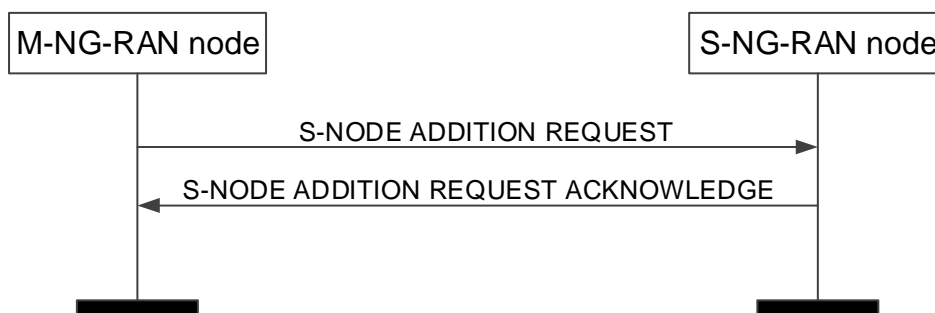 M-NG-RAN node
S-NG-RAN node
S-NODE ADDITION REQUEST
S-NODE ADDITION REQUEST ACKNOWLEDGE